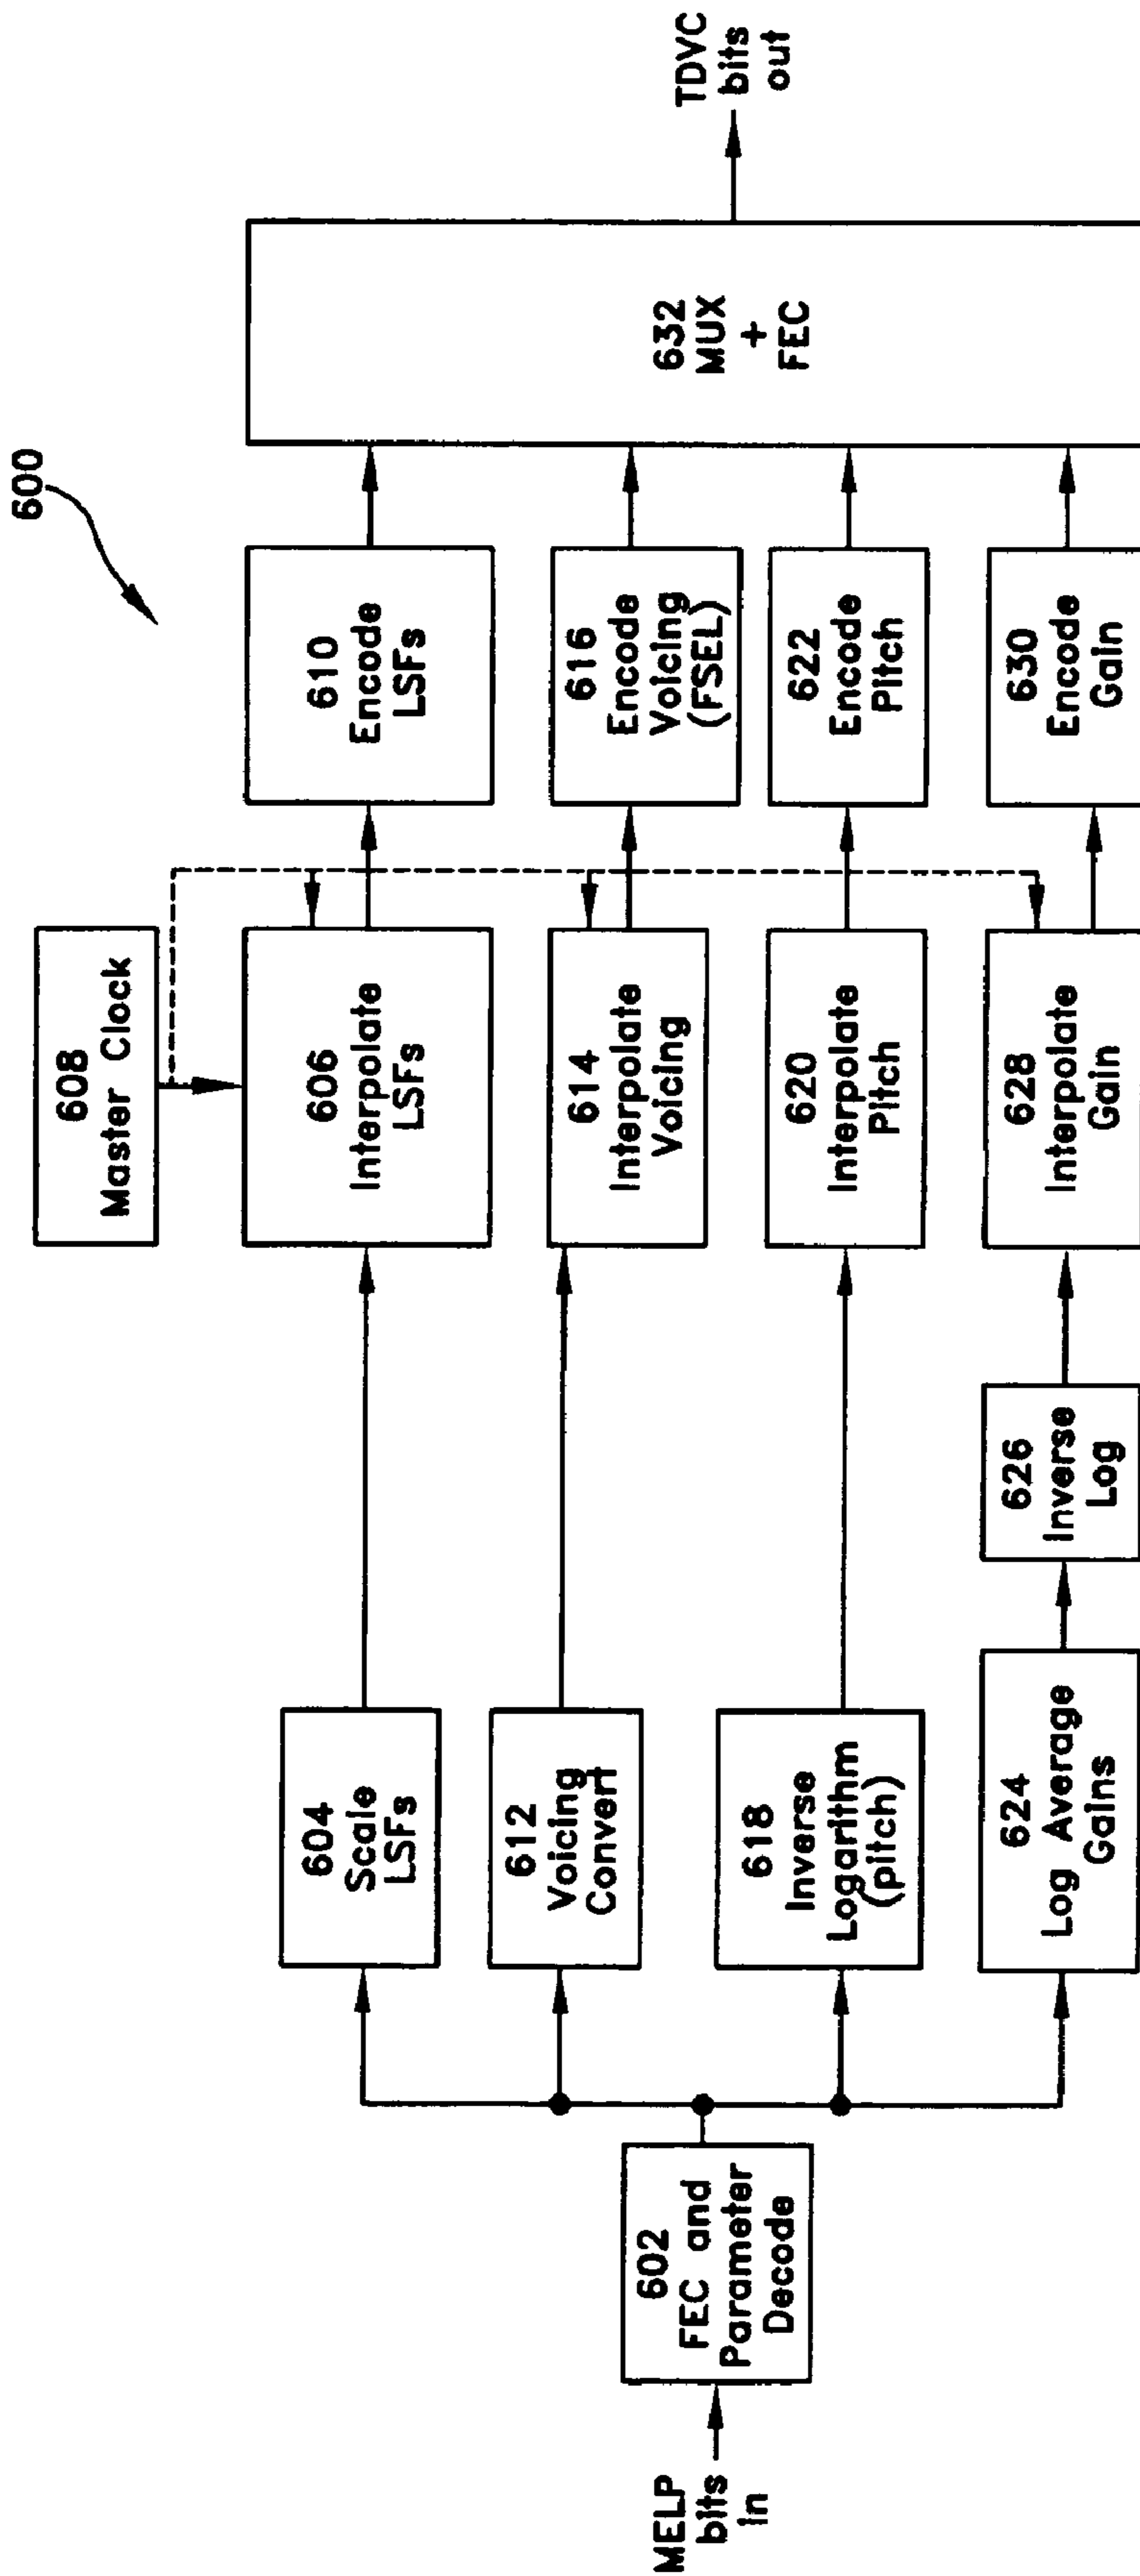 600
MELP
bits
in
602
FEC and
Parameter
Decode
604
Scale
LSFs
608
Master Clock
606
Interpolate
LSFs
610
Encode
LSFs
612
Voicing
Convert
614
Interpolate
Voicing
616
Encode
Voicing
(FSEL)
618
Inverse
Logarithm
(pitch)
620
Interpolate
Pitch
622
Encode
Pitch
624
Log Average
Gains
626
Inverse
Log
628
Interpolate
Gain
630
Encode
Gain
632
MUX
+
FEC
TDVC
bits
out